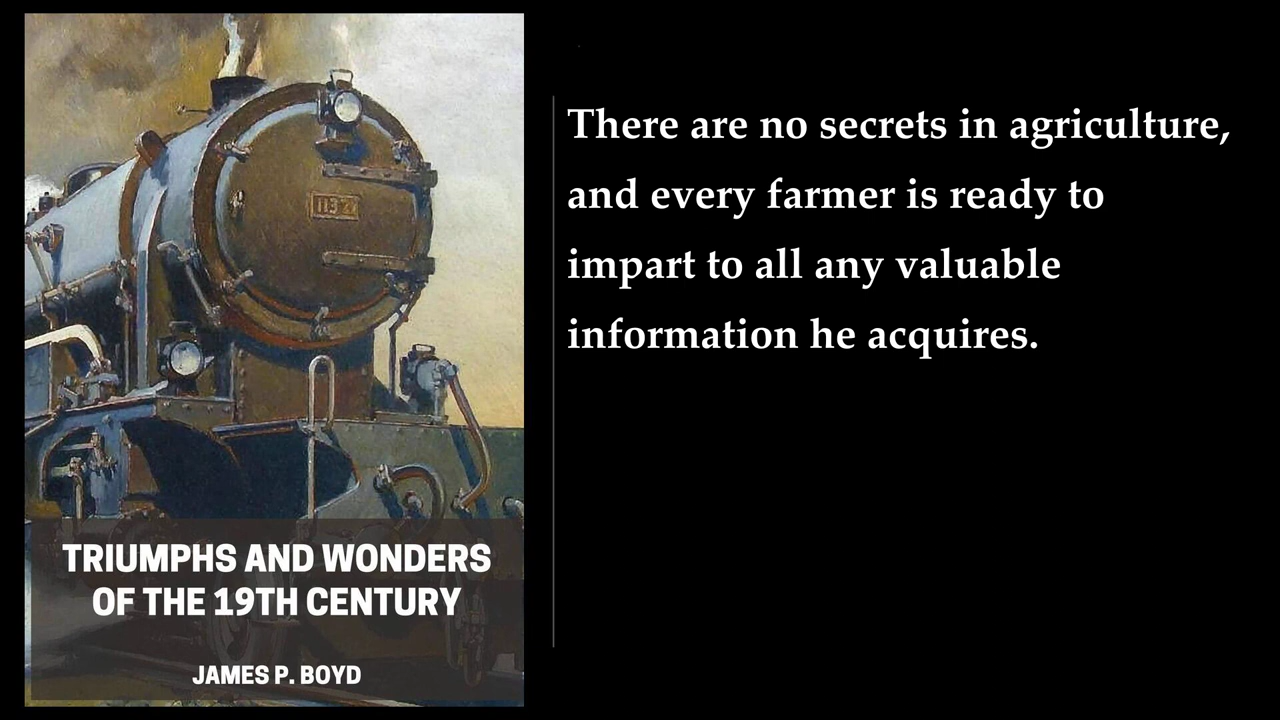 There are no secrets in agriculture,
and every farmer is ready to
impart to all any valuable
information he acquires.
TRIUMPHS AND WONDERS
OF THE 19TH CENTURY
JAMES P. BOYD